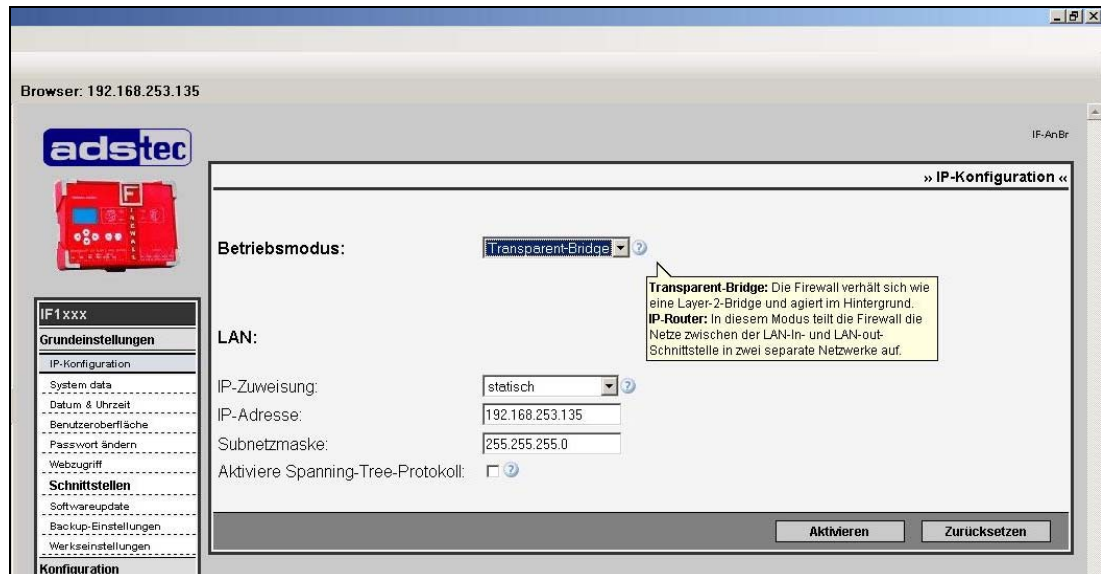 Browser: 192.168.253.135
adstec
IF-AnBr
» IP-Konfiguration «
FIREWALL
Betriebsmodus:
Transparent-Bridge
Transparent-Bridge: Die Firewall verhält sich wie
eine Layer-2-Bridge und agiert im Hintergrund.
IP-Router: In diesem Modus teilt die Firewall die
Netze zwischen der LAN-In- und LAN-out-
Schnittstelle in zwei separate Netzwerke auf.
IF1xxx
Grundeinstellungen
IP-Konfiguration
System data
Datum & Uhrzeit
Benutzeroberfläche
Passwort ändern
Webzugriff
Schnittstellen
Softwareupdate
Backup-Einstellungen
Werkseinstellungen
Konfiguration
LAN:
IP-Zuweisung:
statisch
IP-Adresse:
192.168.253.135
Subnetzmaske:
255.255.255.0
Aktiviere Spanning-Tree-Protokoll:
Aktivieren
Zurücksetzen